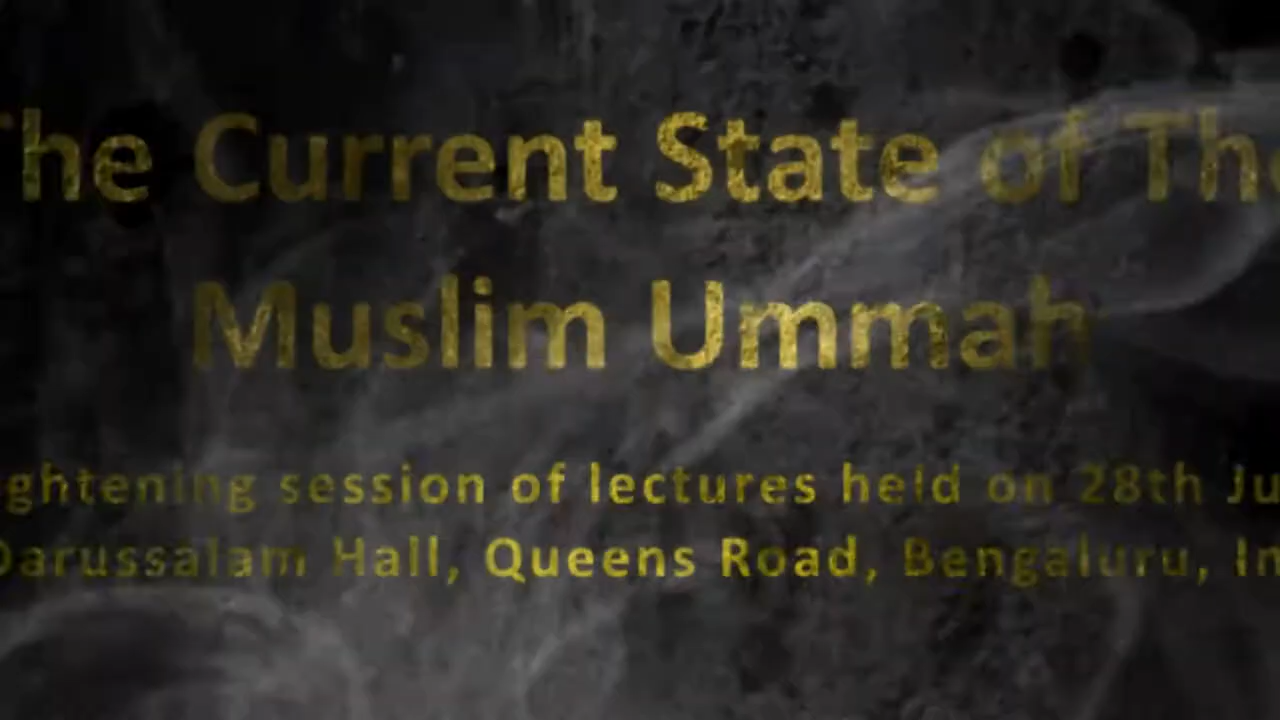 he Current State of The
Muslim Ummah
ghtening session of lectures held on 28th Ju
Darussalam Hall, Queens Road, Bengaluru, In